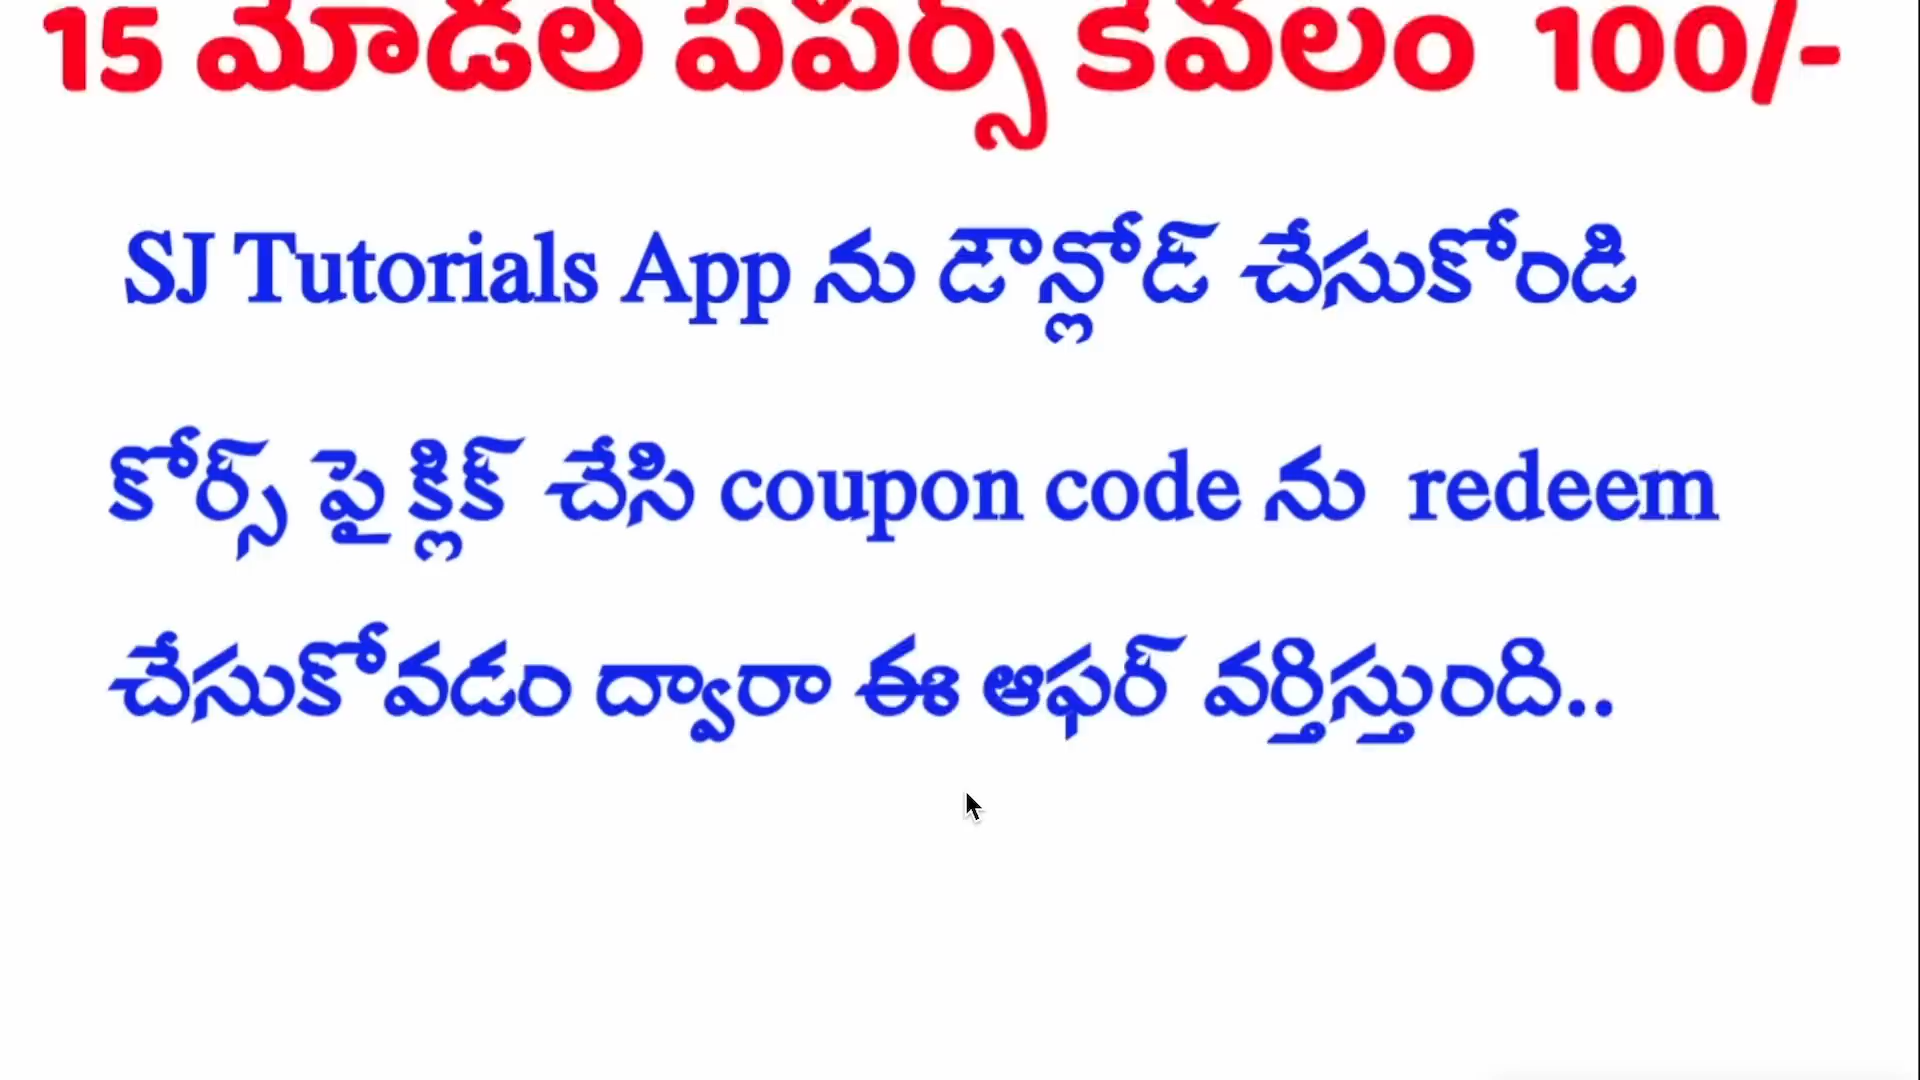 15 మోడల్ పేపర్స్ కేవలం 100/-
SJ Tutorials App ను డౌన్లోడ్ చేసుకోండి
కోర్స్ పై క్లిక్ చేసి coupon code ను redeem
చేసుకోవడం ద్వారా ఈ ఆఫర్ వర్తిస్తుంది..